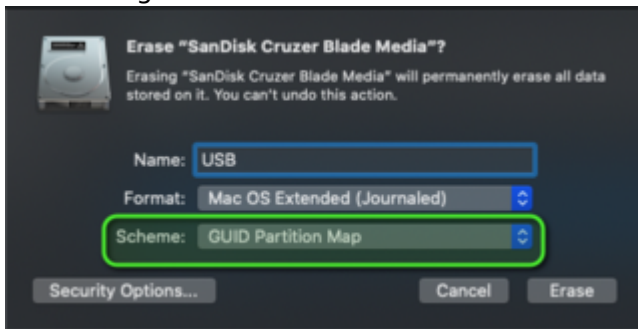 Erase "SanDisk Cruzer Blade Media"?
Erasing "SanDisk Cruzer Blade Media" will permanently erase all data
stored on it. You can't undo this action.
Name: USB
Format: Mac OS Extended (Journaled)
Scheme: GUID Partition Map
Security Options... Cancel Erase